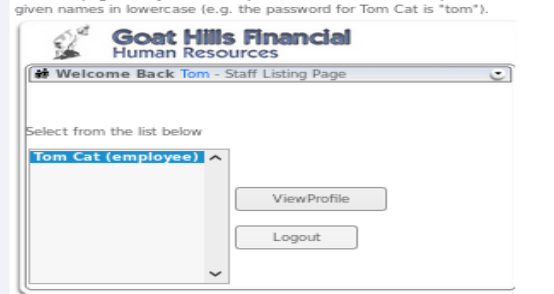 given names in lowercase (e.g. the password for Tom Cat is "tom").
Goat Hills Financial
Human Resources
Welcome Back Tom - Staff Listing Page
Select from the list below
Tom Cat (employee)
ViewProfile
Logout